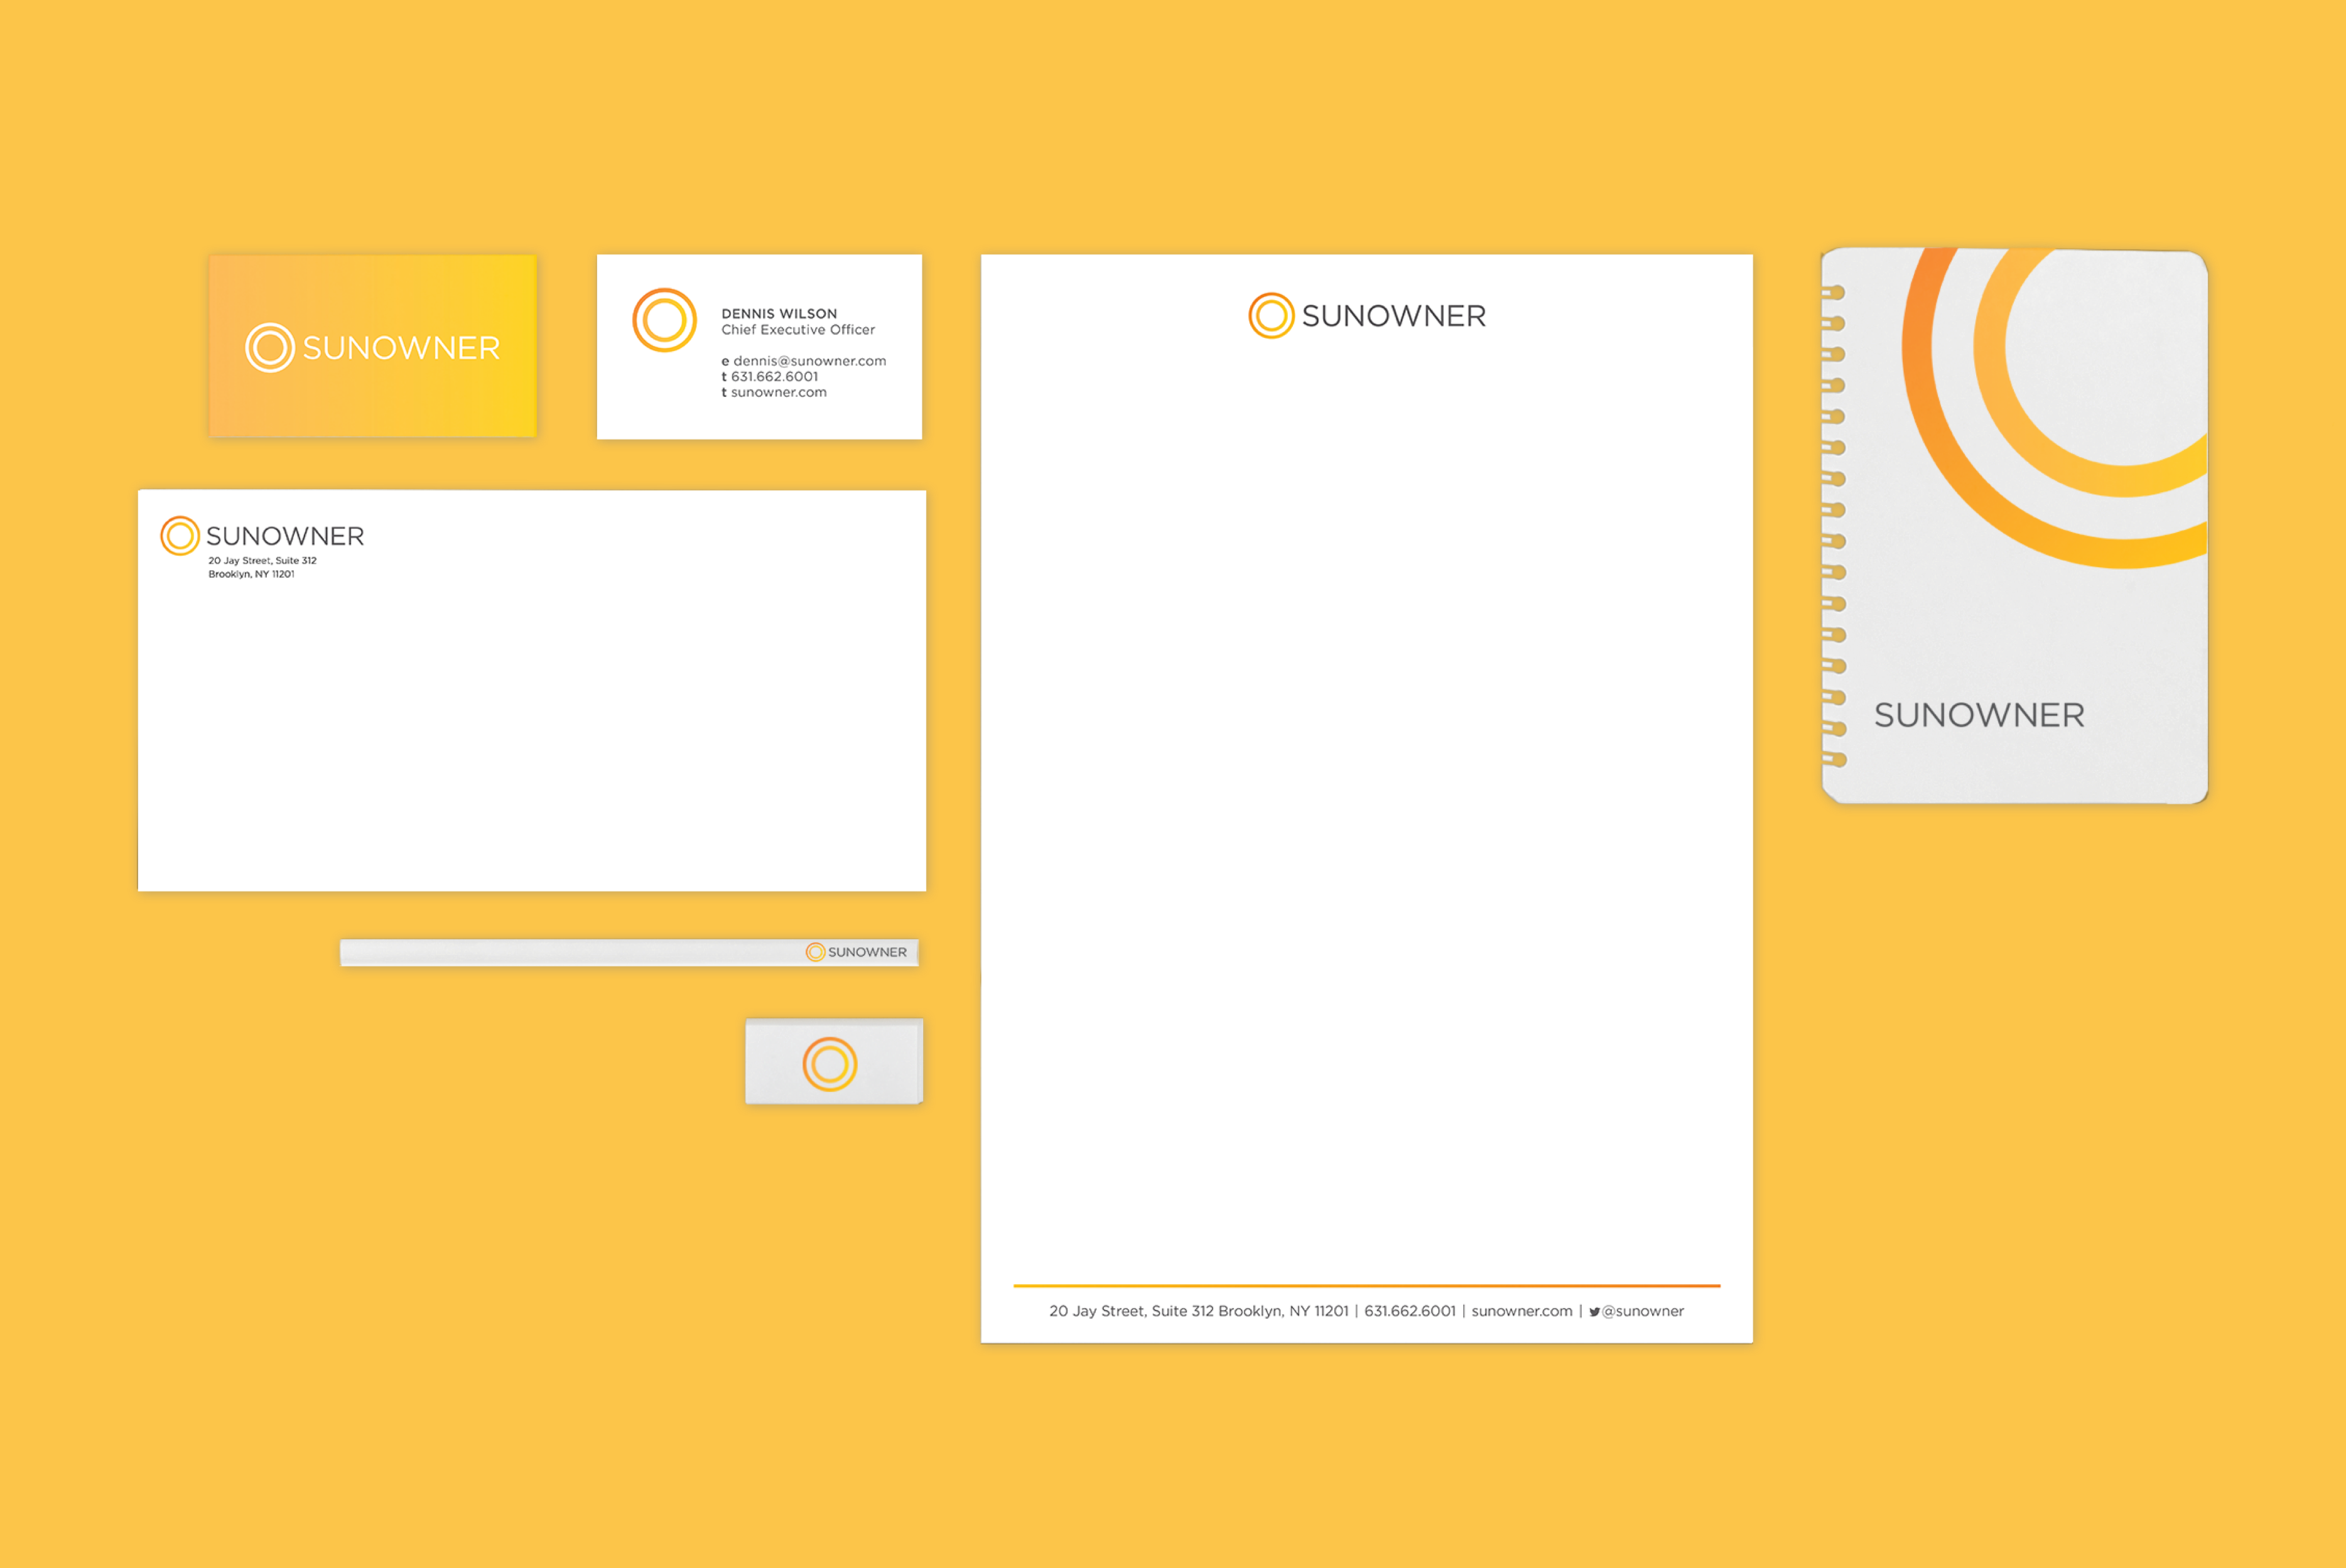 SUNOWNER
DENNIS WILSON
Chief Executive Officer
e dennis@sunowner.com
t 631.662.6001
t sunowner.com
SUNOWNER
20 Jay Street, Suite 312
Brooklyn, NY 11201
SUNOWNER
SUNOWNER
20 Jay Street, Suite 312 Brooklyn, NY 11201 | 631.662.6001 | sunowner.com | @sunowner
SUNOWNER